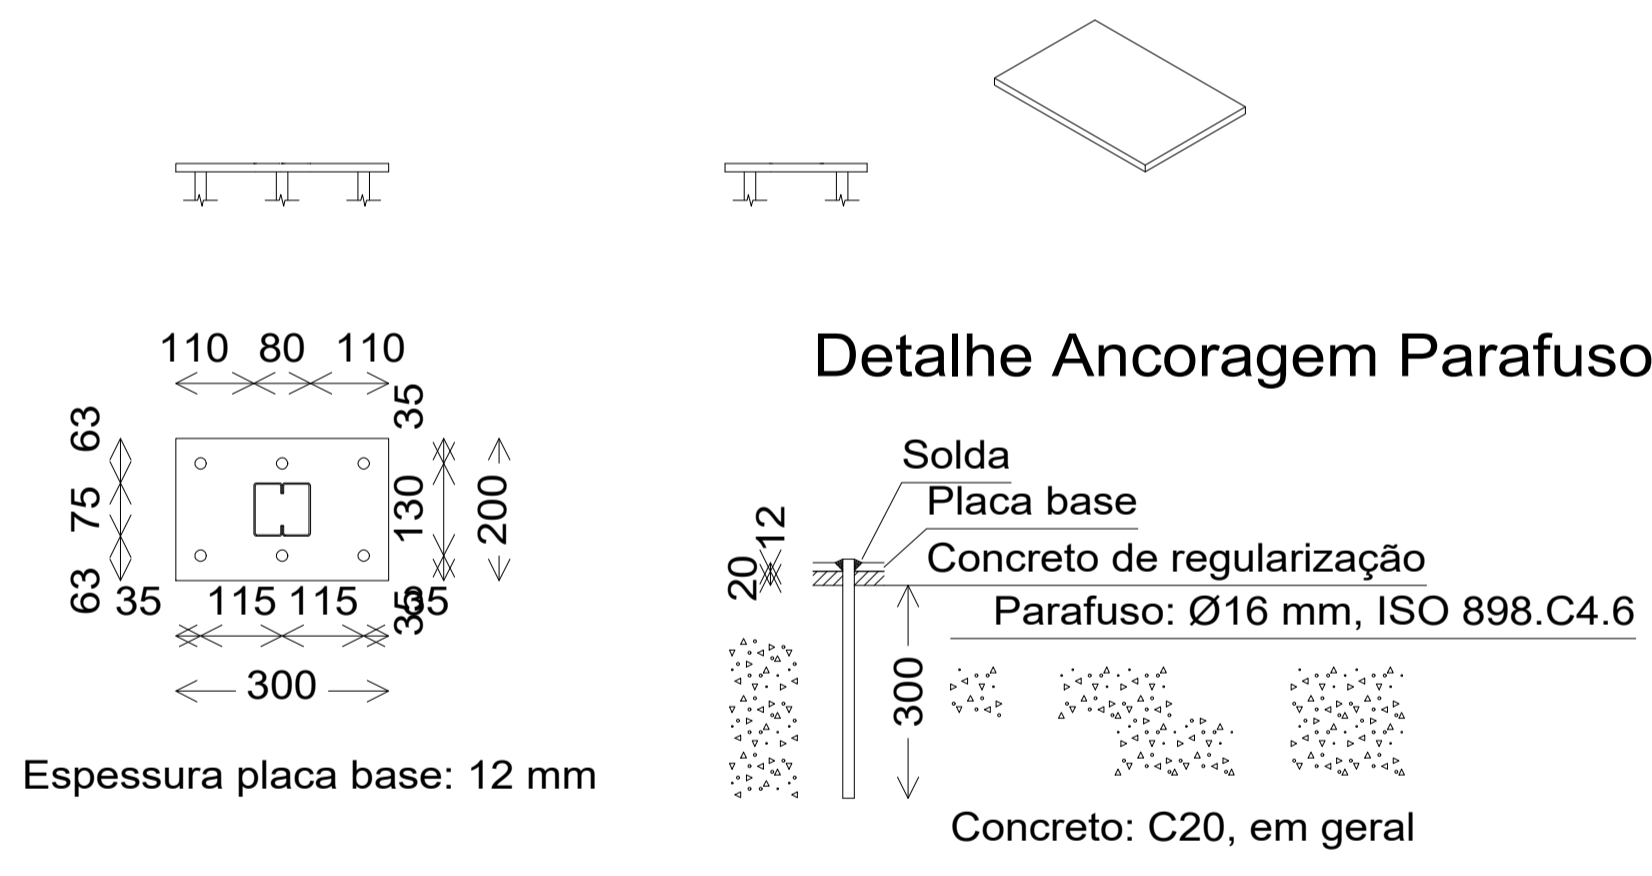 110 80 110
35
63
75
63
130
200
35
35 115 115 35
300
Espessura placa base: 12 mm
Detalhe Ancoragem Parafuso
Solda
Placa base
12
20
Concreto de regularização
Parafuso: Ø16 mm, ISO 898.C4.6
300
Concreto: C20, em geral